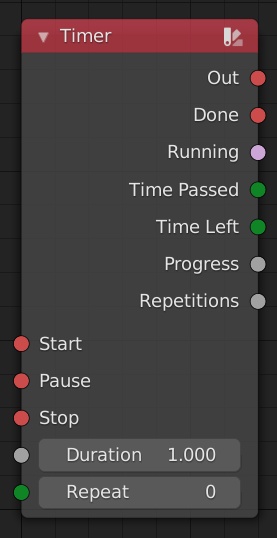 Timer
Out
Done
Running
Time Passed
Time Left
Progress
Repetitions
Start
Pause
Stop
Duration 1.000
Repeat 0